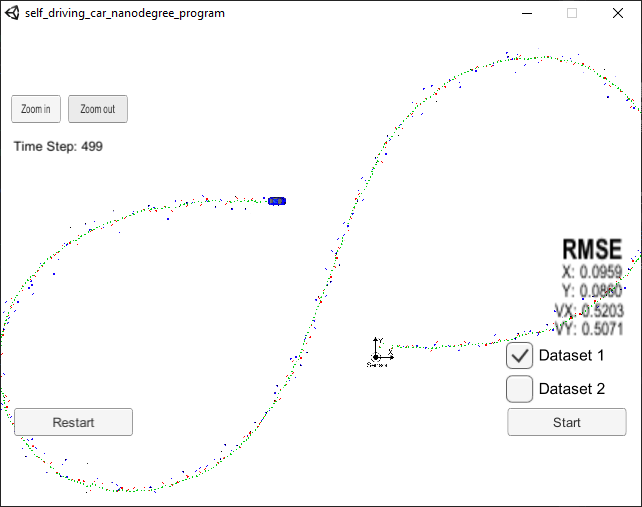 self_driving_car_nanodegree_program
Zoom in
Zoom out
Time Step: 499
RMSE
X: 0.0959
Y: 0.0860
VX: 0.5203
VY: 0.5071
Y
X
Sensor
Dataset 1
Dataset 2
Restart
Start